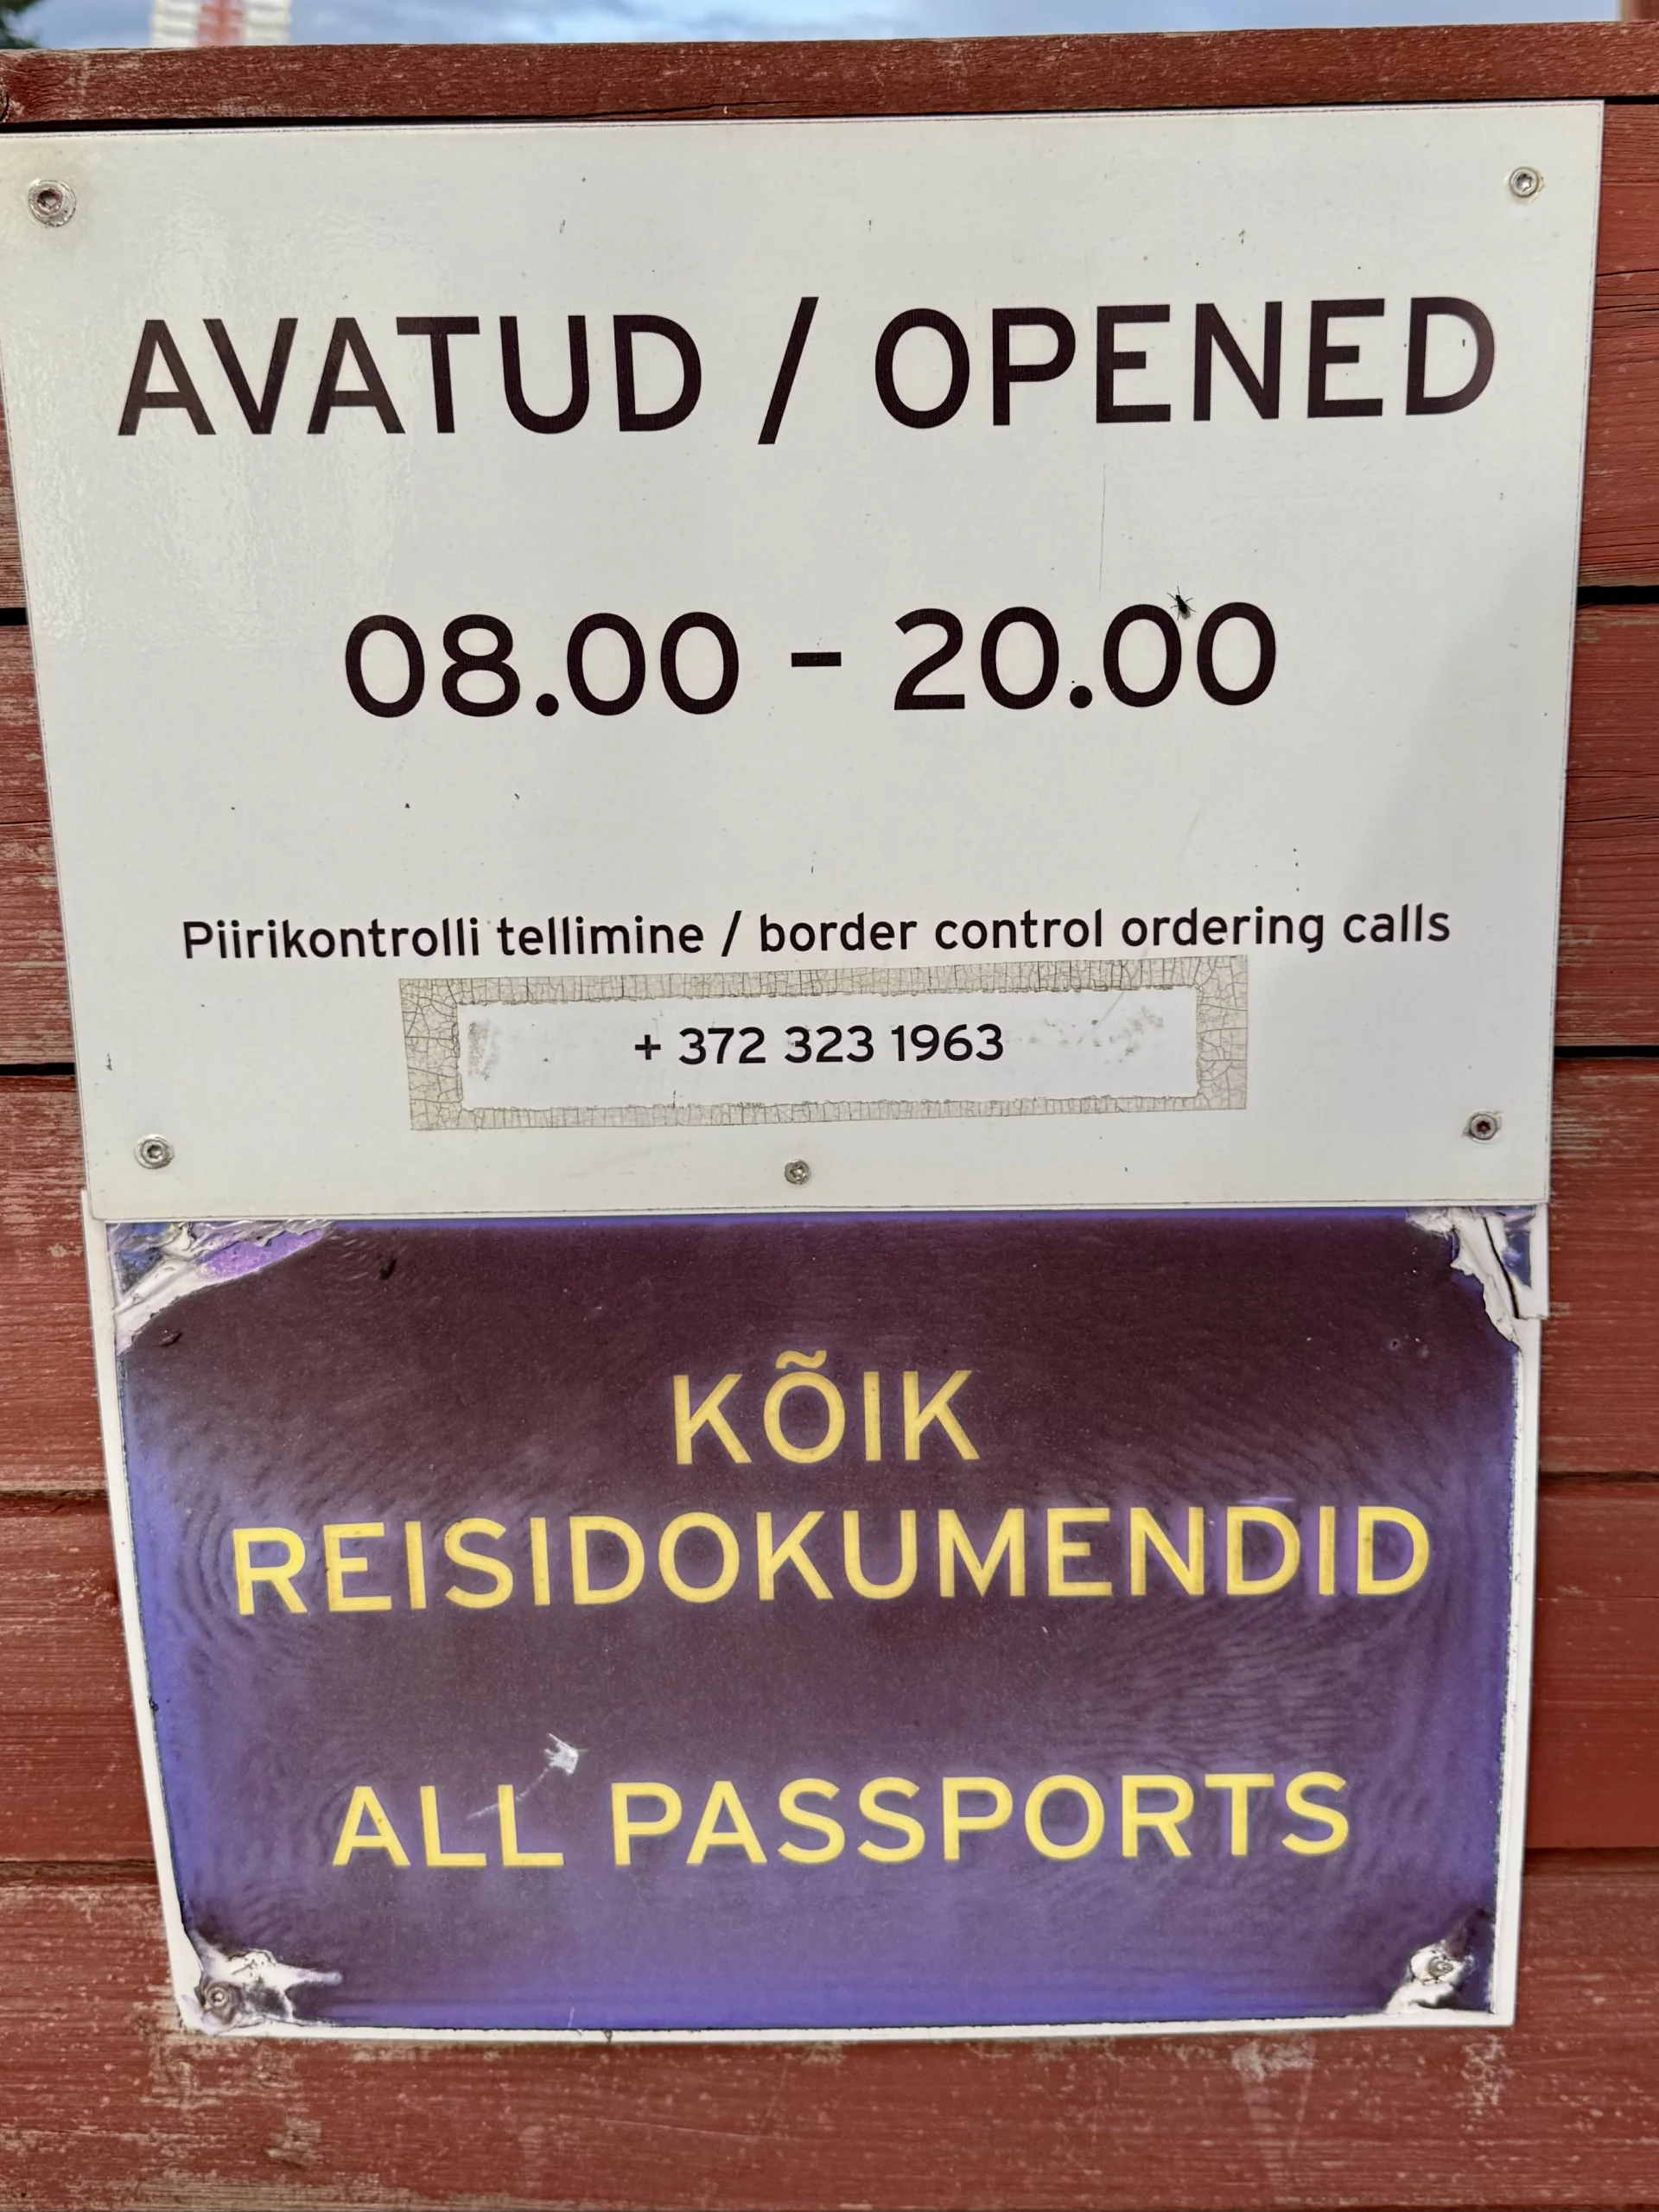 AVATUD / OPENED
08.00 - 20.00
Piirikontrolli tellimine / border control ordering calls
+ 372 323 1963
KÕIK
REISIDOKUMENDID
ALL PASSPORTS